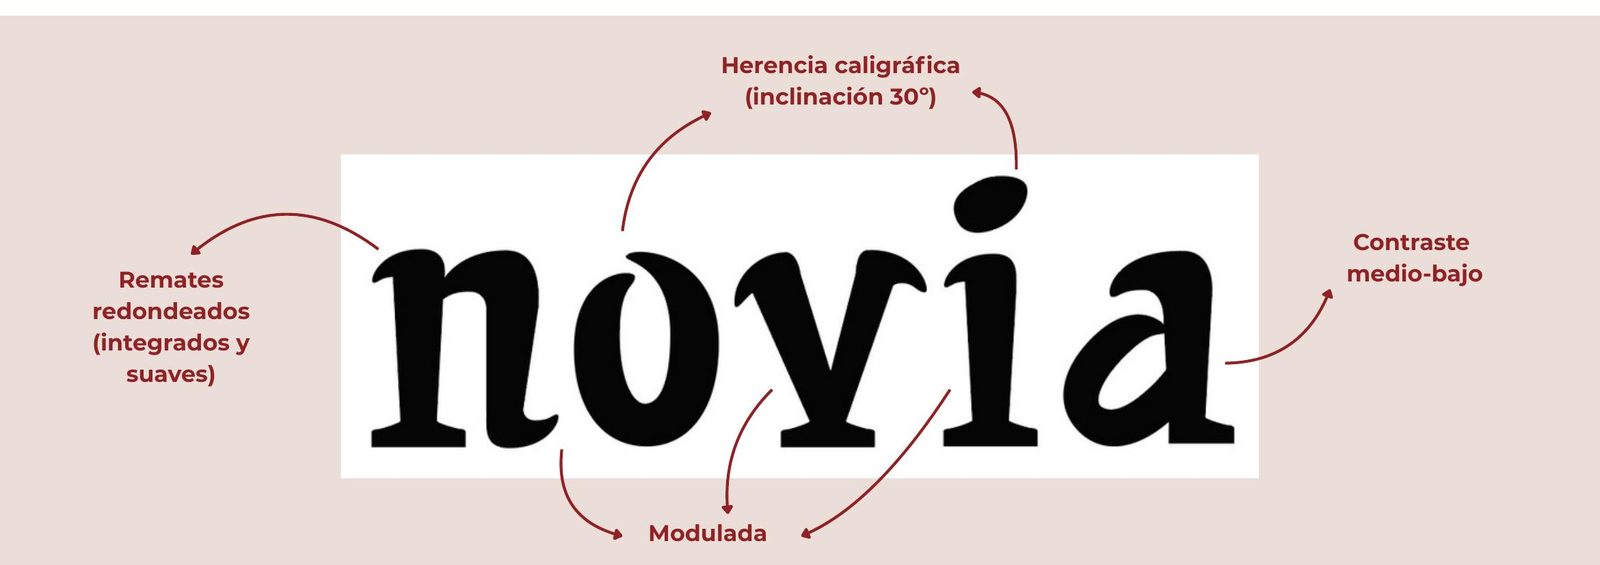 Herencia caligráfica
(inclinación 30º)
Remates
redondeados
(integrados y
suaves)
novia
Contraste
medio-bajo
Modulada